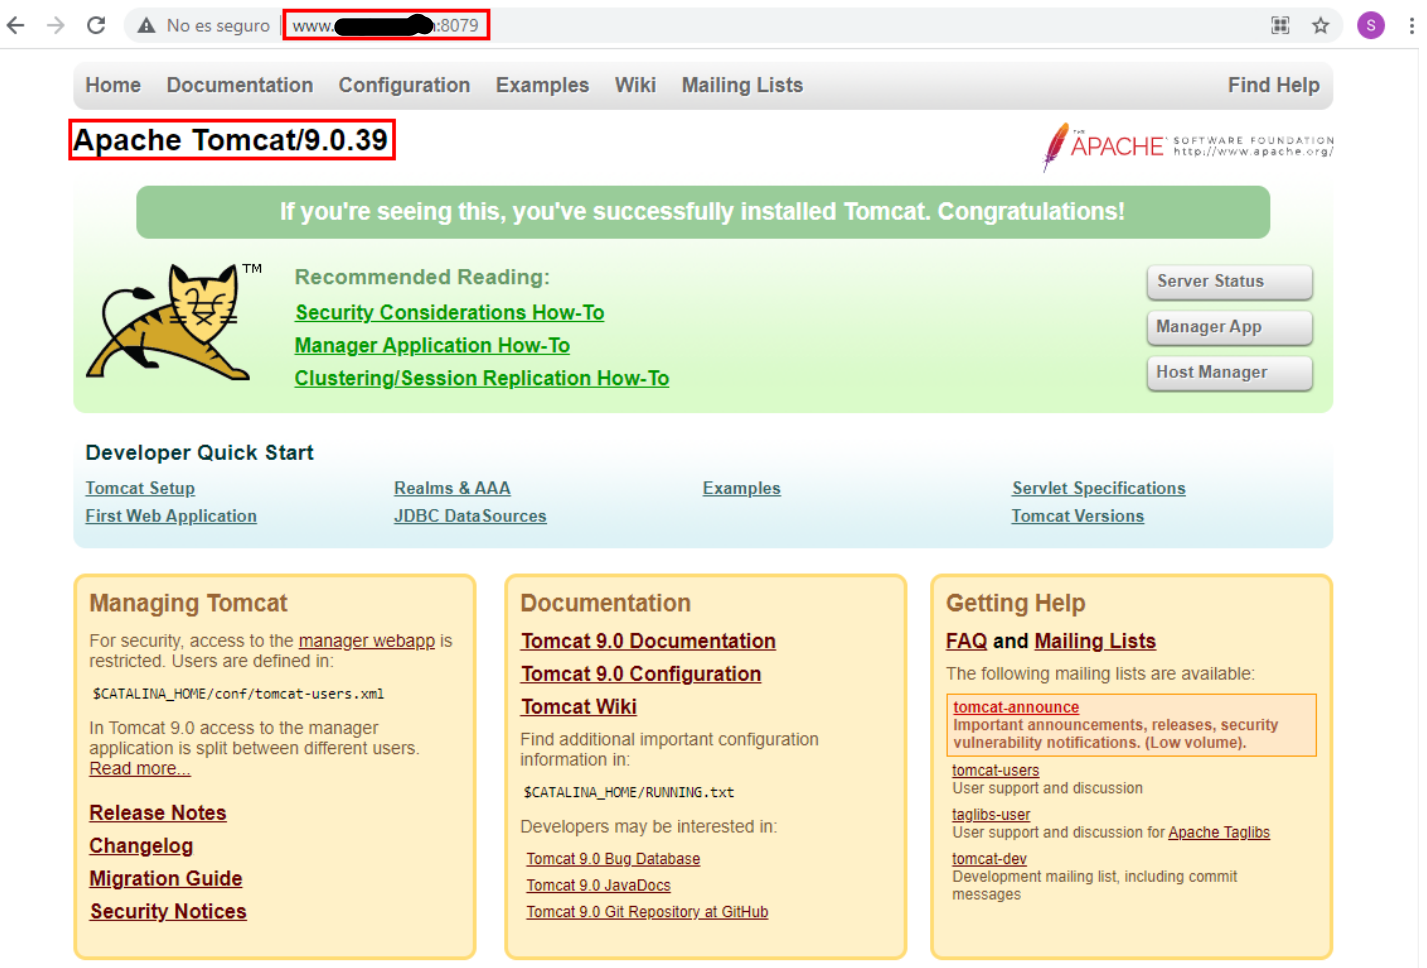 No es seguro www. :8079
S
Home Documentation Configuration Examples Wiki Mailing Lists Find Help
Apache Tomcat/9.0.39
THE APACHE SOFTWARE FOUNDATION
http://www.apache.org/
If you're seeing this, you've successfully installed Tomcat. Congratulations!
TM
Recommended Reading:
Security Considerations How-To
Manager Application How-To
Clustering/Session Replication How-To
Server Status
Manager App
Host Manager
Developer Quick Start
Tomcat Setup
First Web Application
Realms & AAA
JDBC DataSources
Examples
Servlet Specifications
Tomcat Versions
Managing Tomcat
For security, access to the manager webapp is
restricted. Users are defined in:
$CATALINA_HOME/conf/tomcat-users.xml
In Tomcat 9.0 access to the manager
application is split between different users.
Read more...
Release Notes
Changelog
Migration Guide
Security Notices
Documentation
Tomcat 9.0 Documentation
Tomcat 9.0 Configuration
Tomcat Wiki
Find additional important configuration
information in:
$CATALINA_HOME/RUNNING.txt
Developers may be interested in:
Tomcat 9.0 Bug Database
Tomcat 9.0 JavaDocs
Tomcat 9.0 Git Repository at GitHub
Getting Help
FAQ and Mailing Lists
The following mailing lists are available:
tomcat-announce
Important announcements, releases, security
vulnerability notifications. (Low volume).
tomcat-users
User support and discussion
taglibs-user
User support and discussion for Apache Taglibs
tomcat-dev
Development mailing list, including commit
messages